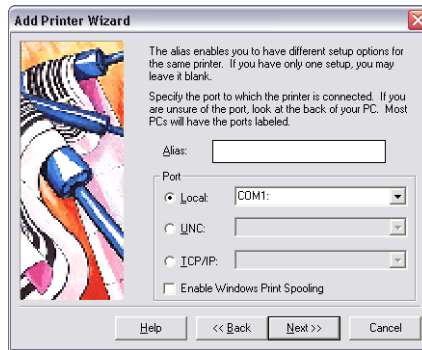 Add Printer Wizard
The alias enables you to have different setup options for
the same printer. If you have only one setup, you may
leave it blank.
Specify the port to which the printer is connected. If you
are unsure of the port, look at the back of your PC. Most
PCs will have the ports labeled.
Alias:
Port
Local: COM1:
UNC:
TCP/IP:
Enable Windows Print Spooling
Help << Back Next >> Cancel